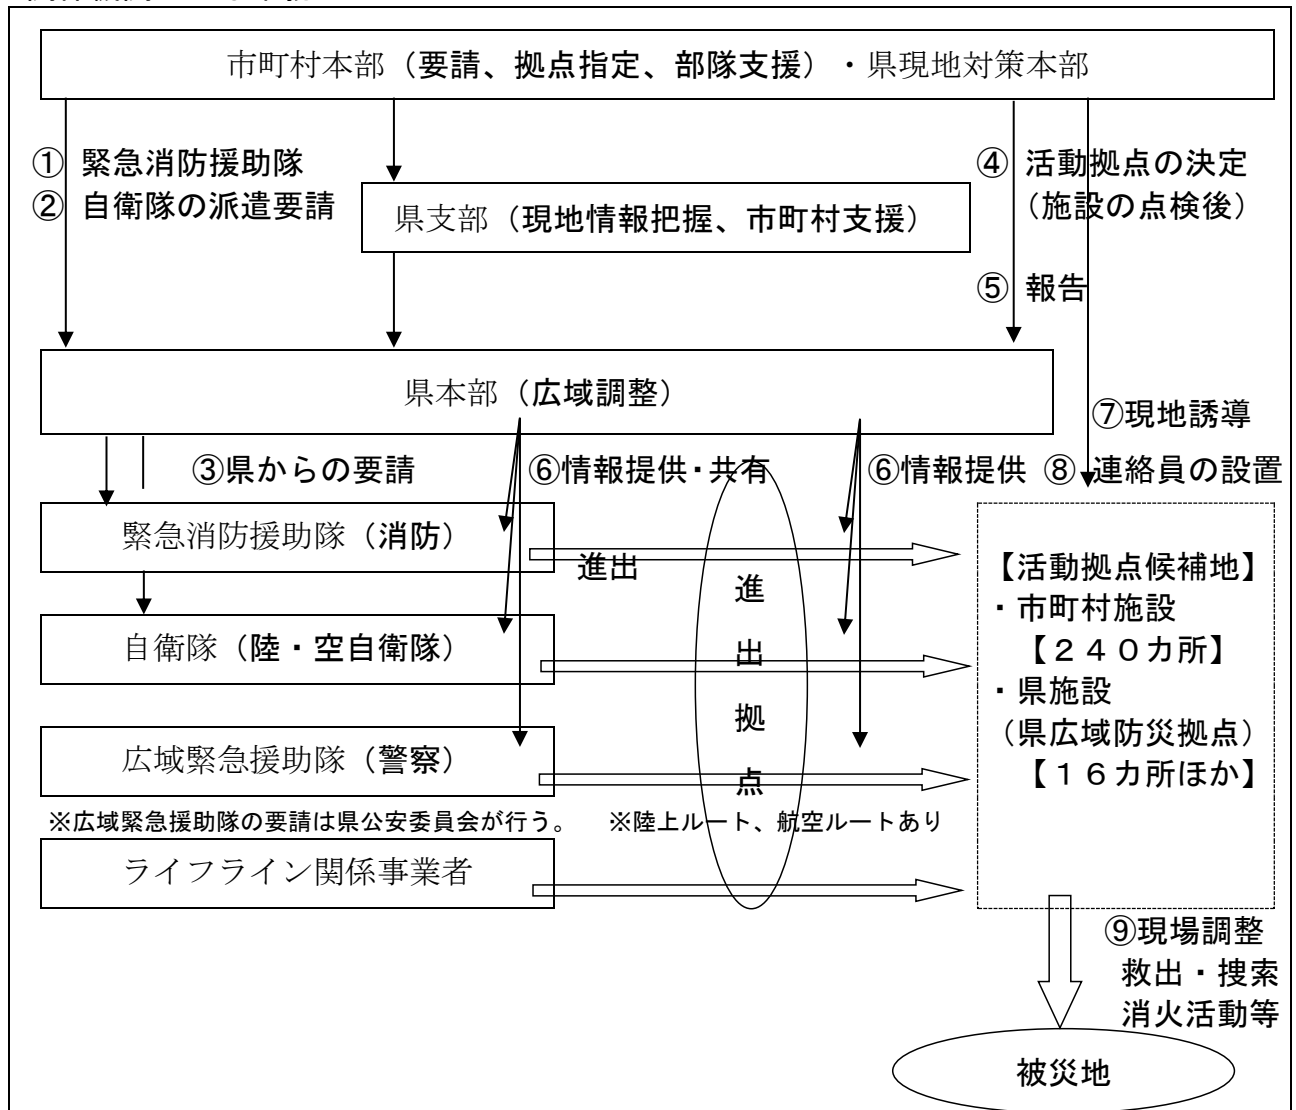 市町村本部（要請、拠点指定、部隊支援）・県現地対策本部
① 緊急消防援助隊
② 自衛隊の派遣要請
④ 活動拠点の決定
（施設の点検後）
県支部（現地情報把握、市町村支援）
⑤ 報告
県本部（広域調整）
⑦現地誘導
③県からの要請
⑥情報提供・共有
⑥情報提供
⑧ 連絡員の設置
緊急消防援助隊（消防）
進出
自衛隊（陸・空自衛隊）
広域緊急援助隊（警察）
※広域緊急援助隊の要請は県公安委員会が行う。
※陸上ルート、航空ルートあり
ライフライン関係事業者
進
出
拠
点
【活動拠点候補地】
・市町村施設
【２４０カ所】
・県施設
（県広域防災拠点）
【１６カ所ほか】
⑨現場調整
救出・捜索
消火活動等
被災地